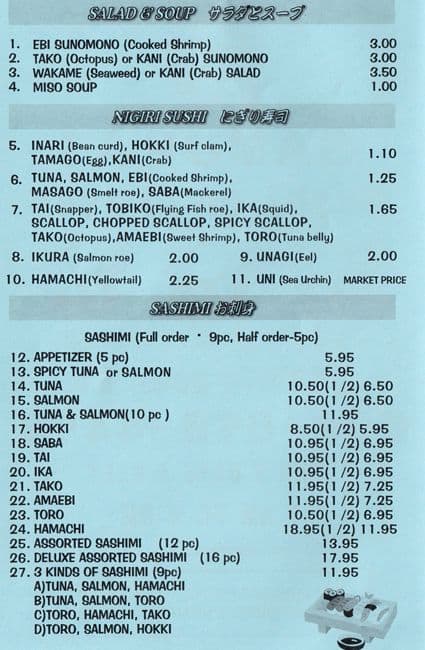 SALAD & SOUP サラダとスープ
1. EBI SUNOMONO (Cooked Shrimp) 3.00
2. TAKO (Octopus) or KANI (Crab) SUNOMONO 3.00
3. WAKAME (Seaweed) or KANI (Crab) SALAD 3.50
4. MISO SOUP 1.00
NIGIRI SUSHI にぎり寿司
5. INARI (Bean curd), HOKKI (Surf clam),
TAMAGO(Egg),KANI(Crab) 1.10
6. TUNA, SALMON, EBI(Cooked Shrimp), 1.25
MASAGO (Smelt roe), SABA(Mackerel)
7. TAI(Snapper), TOBIKO(Flying Fish roe), IKA(Squid), 1.65
SCALLOP, CHOPPED SCALLOP, SPICY SCALLOP,
TAKO(Octopus),AMAEBI(Sweet Shrimp), TORO(Tuna belly)
8. IKURA (Salmon roe) 2.00 9. UNAGI(Eel) 2.00
10. HAMACHI(Yellowtail) 2.25 11. UNI (Sea Urchin) MARKET PRICE
SASHIMI お刺身
SASHIMI (Full order ・ 9pc, Half order-5pc)
12. APPETIZER (5 pc) 5.95
13. SPICY TUNA or SALMON 5.95
14. TUNA 10.50(1/2) 6.50
15. SALMON 10.50(1/2) 6.50
16. TUNA & SALMON(10 pc ) 11.95
17. HOKKI 8.50(1/2) 5.95
18. SABA 10.95(1/2) 6.95
19. TAI 10.95(1/2) 6.95
20. IKA 10.95(1/2) 6.95
21. TAKO 11.95(1/2) 7.25
22. AMAEBI 11.95(1/2) 7.25
23. TORO 10.50(1/2) 6.95
24. HAMACHI 18.95(1/2) 11.95
25. ASSORTED SASHIMI (12 pc) 13.95
26. DELUXE ASSORTED SASHIMI (16 pc) 17.95
27. 3 KINDS OF SASHIMI (9pc) 11.95
A)TUNA, SALMON, HAMACHI
B)TUNA, SALMON, TORO
C)TORO, HAMACHI, TAKO
D)TORO, SALMON, HOKKI